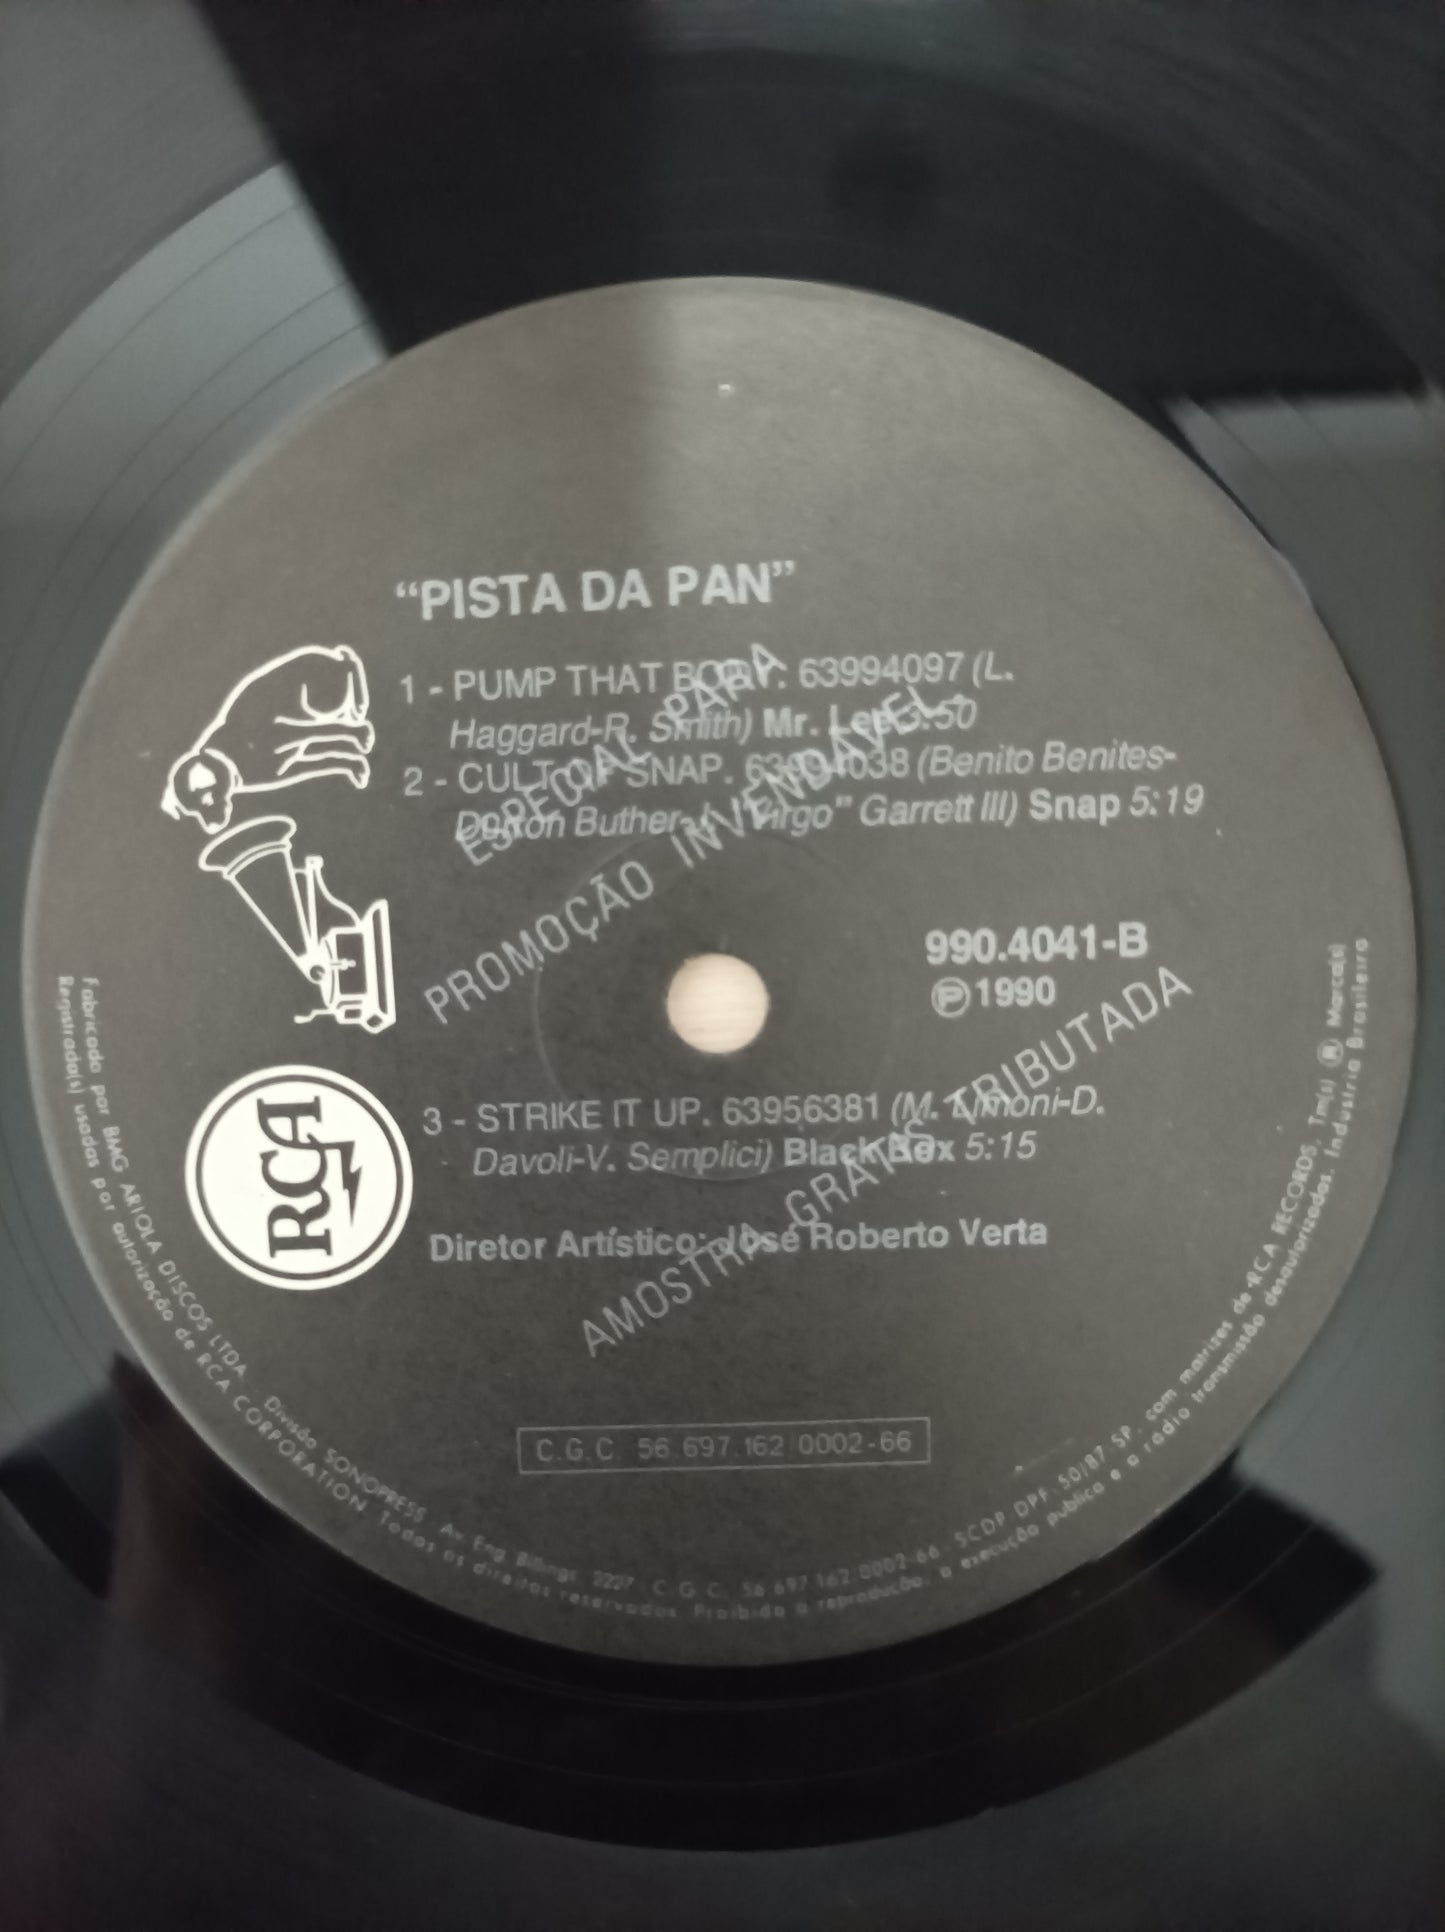 “PISTA DA PAN”
1 - PUMP THAT BODY. 63994097 (L.
Haggard-R. Smith) Mr. Lee 3:50
2 - CULT OF SNAP. 63994038 (Benito Benites-
Buther-L. "Virgo" Garrett III) Snap 5:19
ESPECIAL PARA
PROMOÇÃO INVENDÁVEL.
AMOSTRA GRATIS TRIBUTADA
990.4041-B
℗ 1990
3 - STRIKE IT UP. 63956381 (M. Limoni-D.
Davoli-V. Semplici) Black Box 5:15
Diretor Artístico: José Roberto Verta
RCA
C.G.C. 56.697.162/0002-66
Fabricado por BMG ARIOLA DISCOS LTDA. Divisão SONOPRESS. Av. Eng. Billings 2227. C.G.C. 56.697.162.0002-66 - SCDP DPF. 50/87-SP, com matrizes de RCA RECORDS. Tm(s) ® Marca(s)
Registrada(s) usadas por autorização de RCA CORPORATION. Todos os direitos reservados. Proibida a reprodução, a execução publica e a radio transmissão desautorizadas. Industria Brasileira